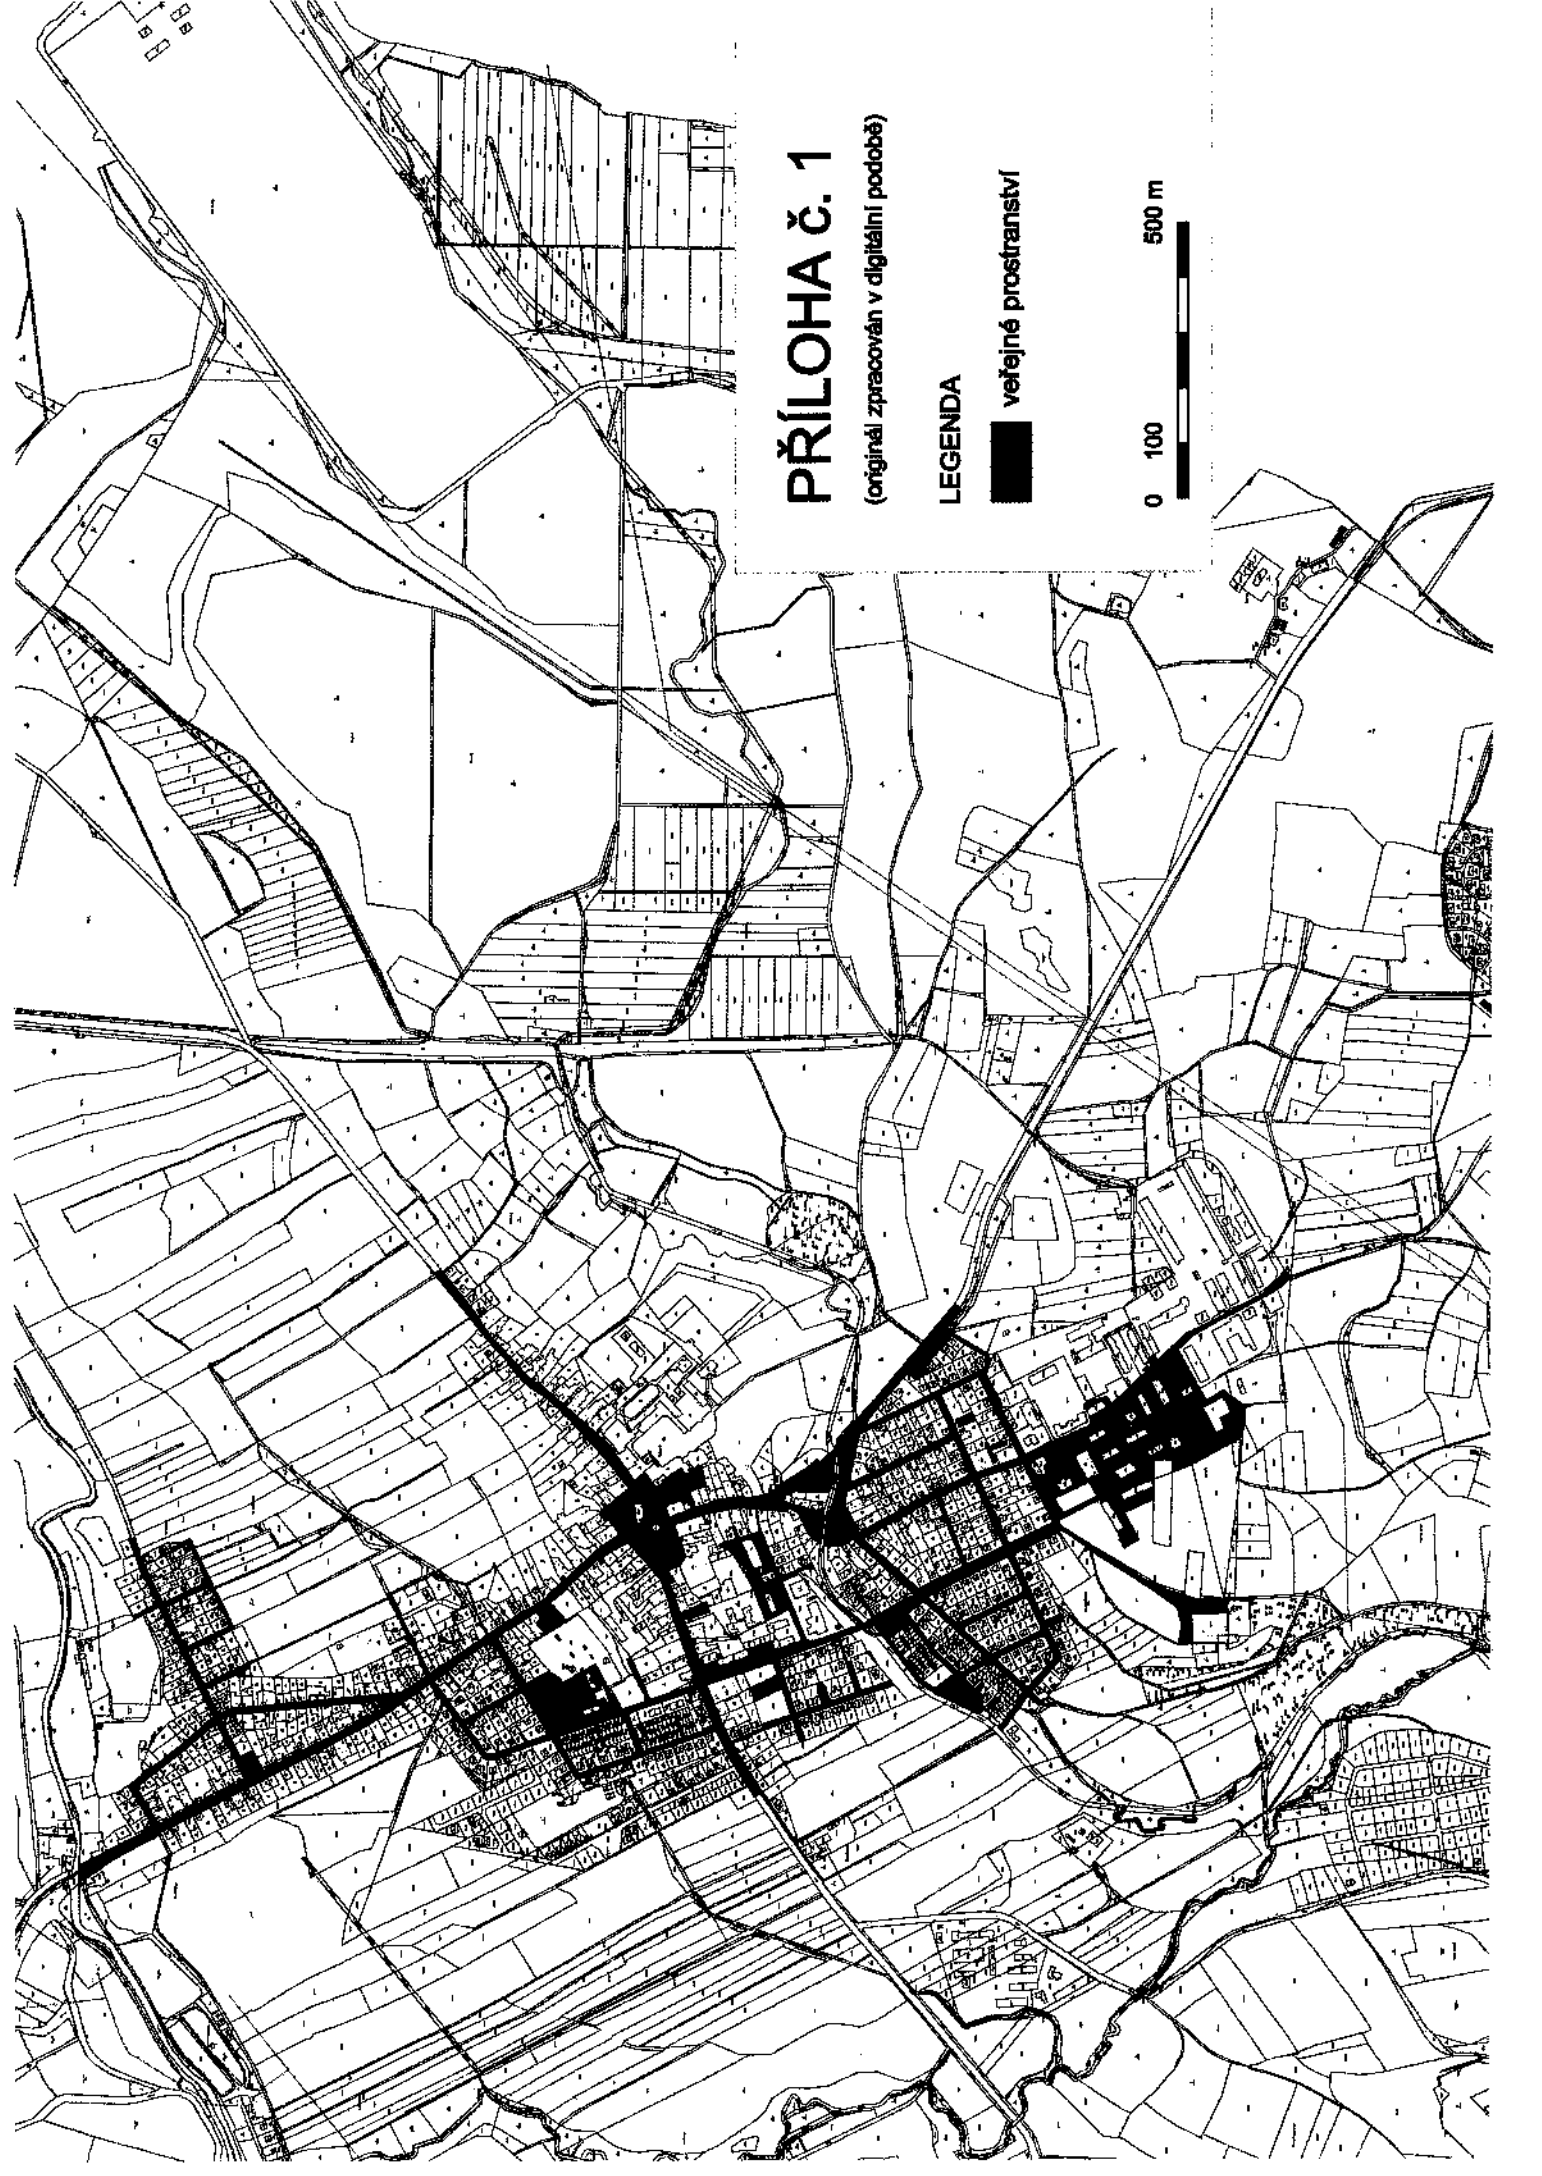 PŘÍLOHA č. 1
(originál zpracován v digitální podobě)
LEGENDA
veřejné prostranství
0 100 500 m